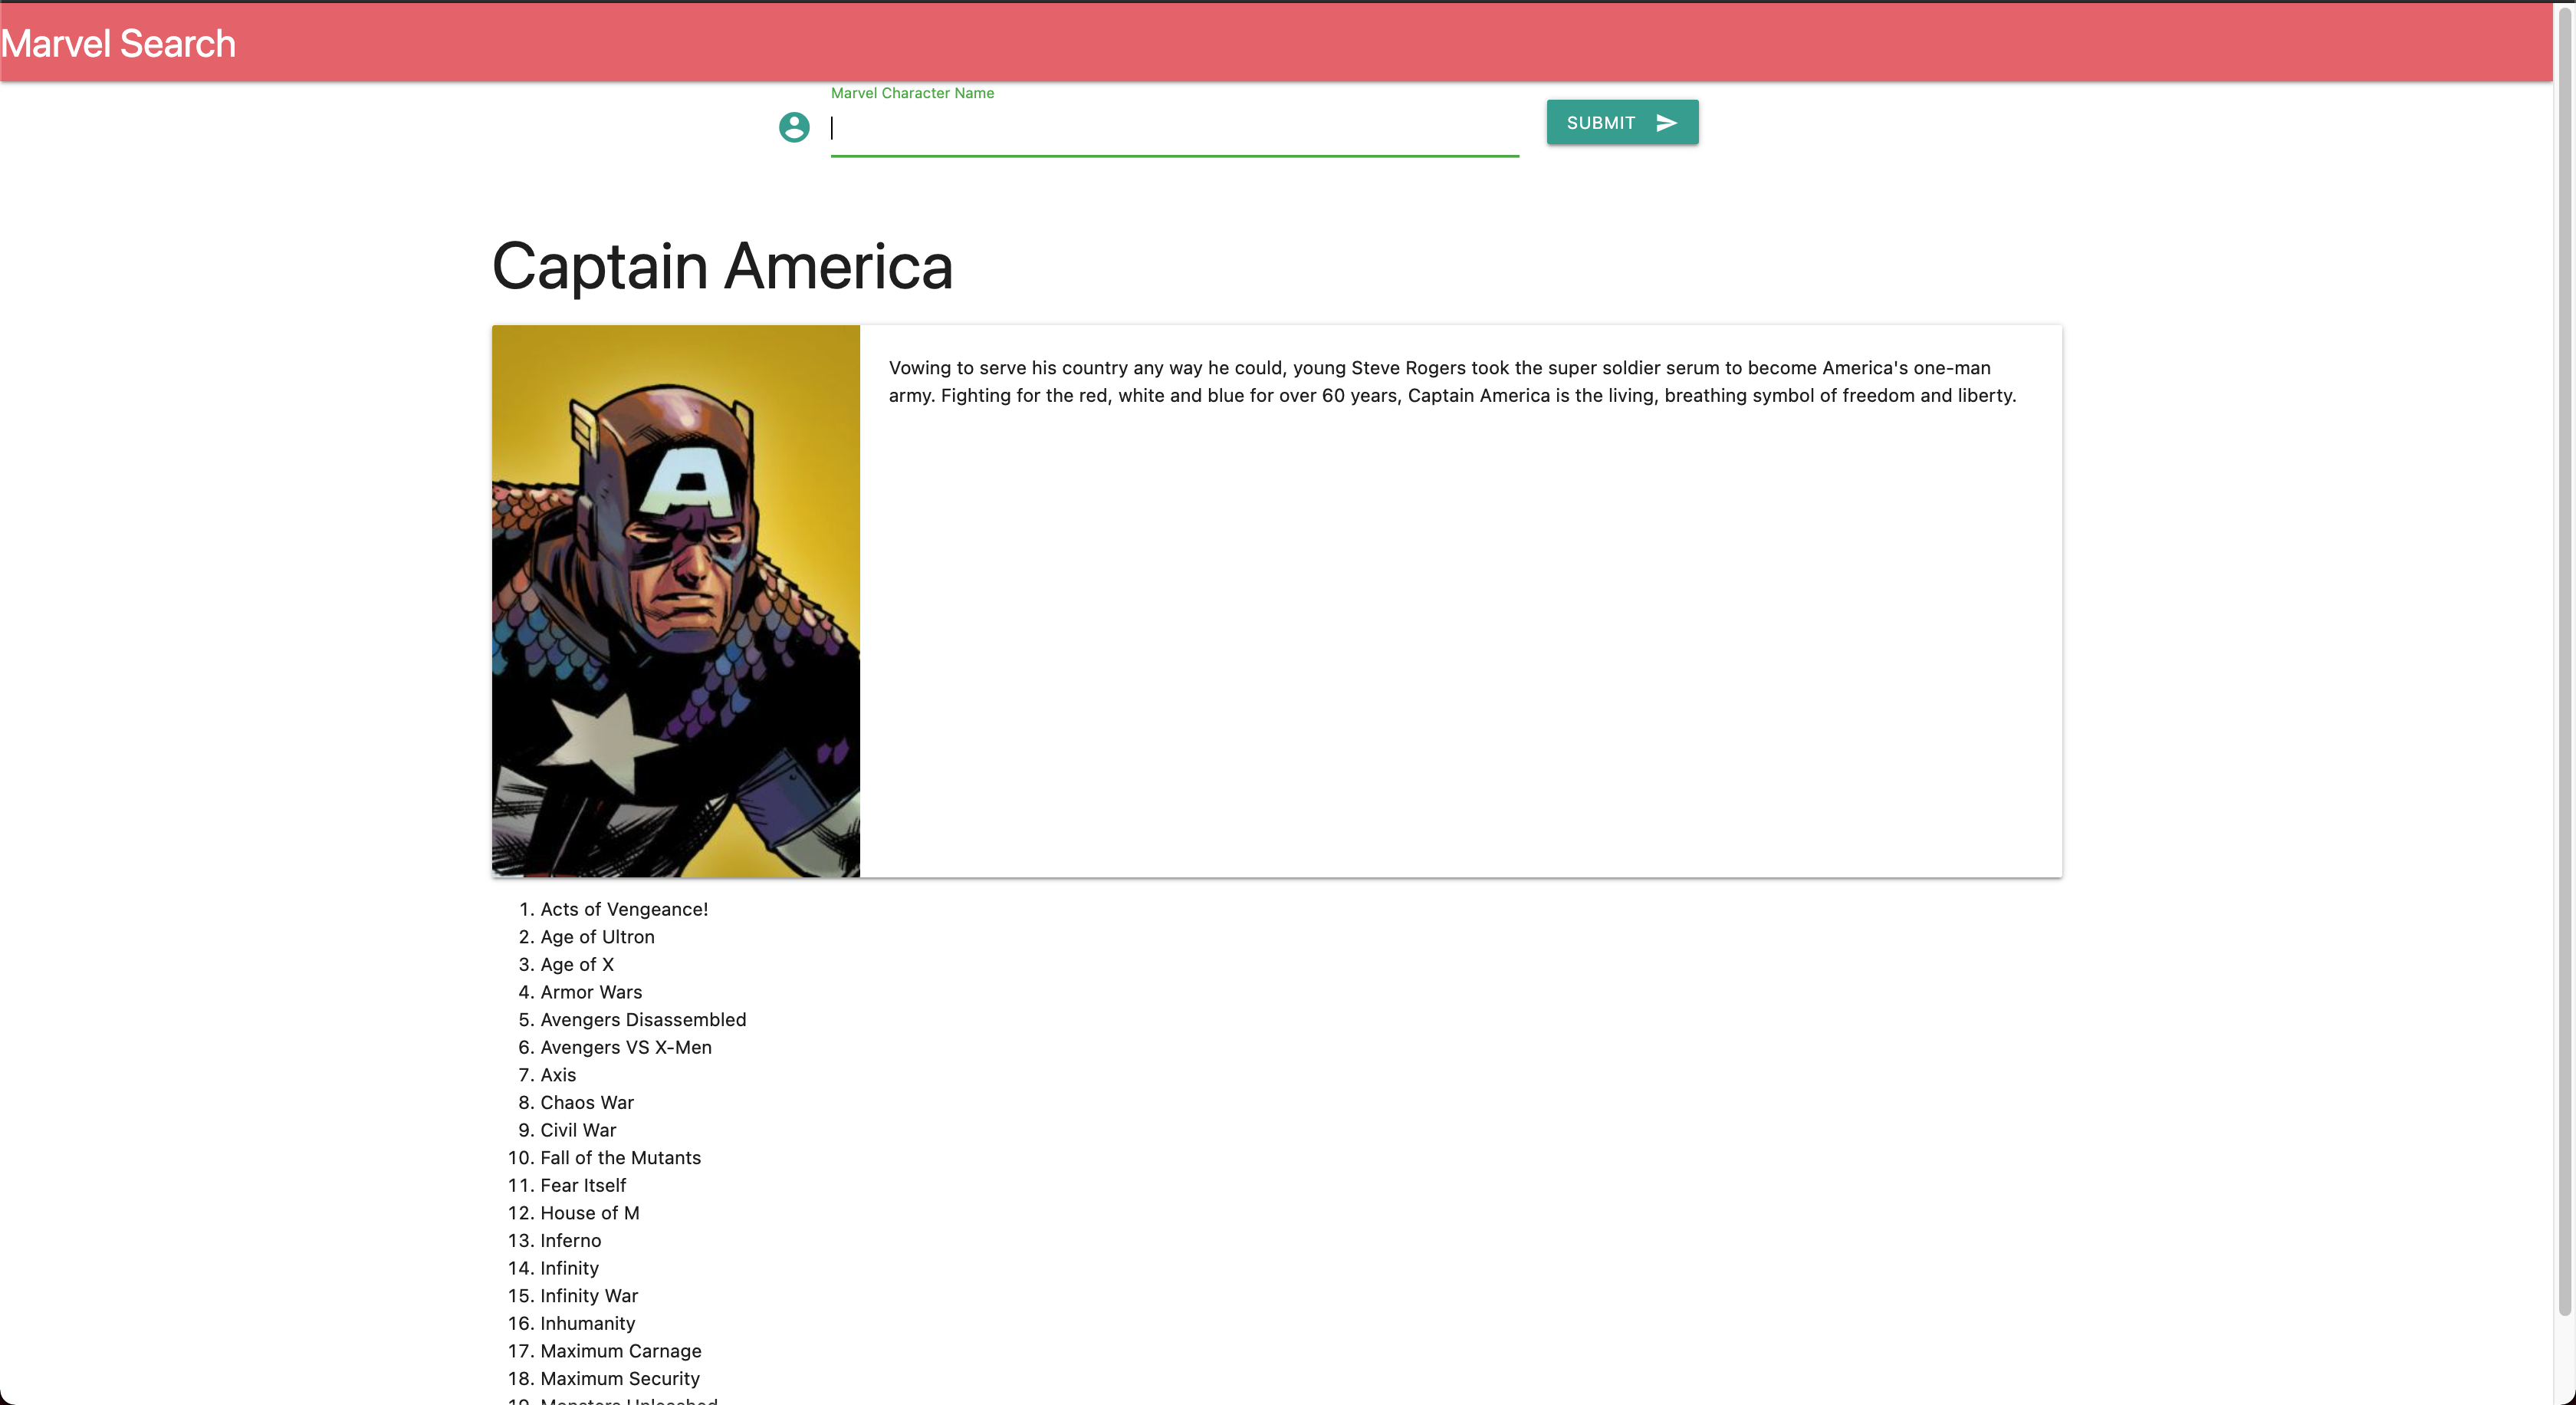 Marvel Search
Marvel Character Name
SUBMIT
Captain America
A
Vowing to serve his country any way he could, young Steve Rogers took the super soldier serum to become America's one-man
army. Fighting for the red, white and blue for over 60 years, Captain America is the living, breathing symbol of freedom and liberty.
1. Acts of Vengeance!
2. Age of Ultron
3. Age of X
4. Armor Wars
5. Avengers Disassembled
6. Avengers VS X-Men
7. Axis
8. Chaos War
9. Civil War
10. Fall of the Mutants
11. Fear Itself
12. House of M
13. Inferno
14. Infinity
15. Infinity War
16. Inhumanity
17. Maximum Carnage
18. Maximum Security
19. Monsters Unleashed